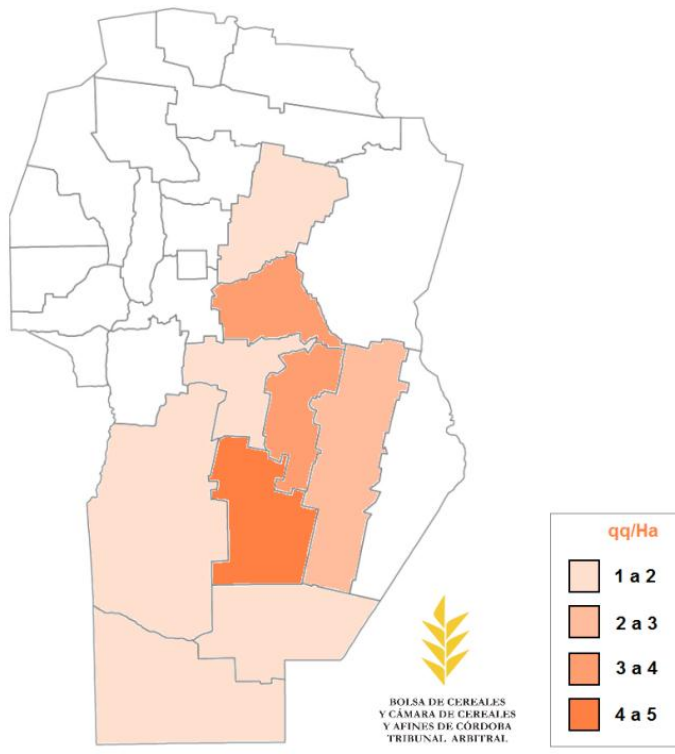 qq/Ha
1 a 2
2 a 3
3 a 4
4 a 5
BOLSA DE CEREALES
Y CÁMARA DE CEREALES
Y AFINES DE CÓRDOBA
TRIBUNAL ARBITRAL